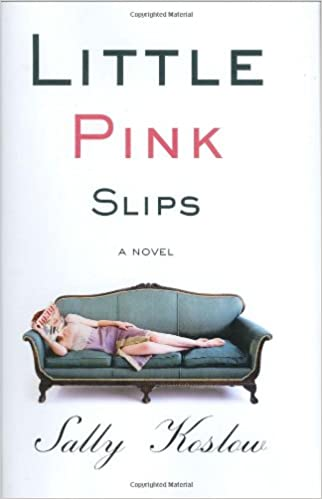 LITTLE
PINK
SLIPS
A NOVEL
Sally Koslow
Copyrighted Material
Copyrighted Material